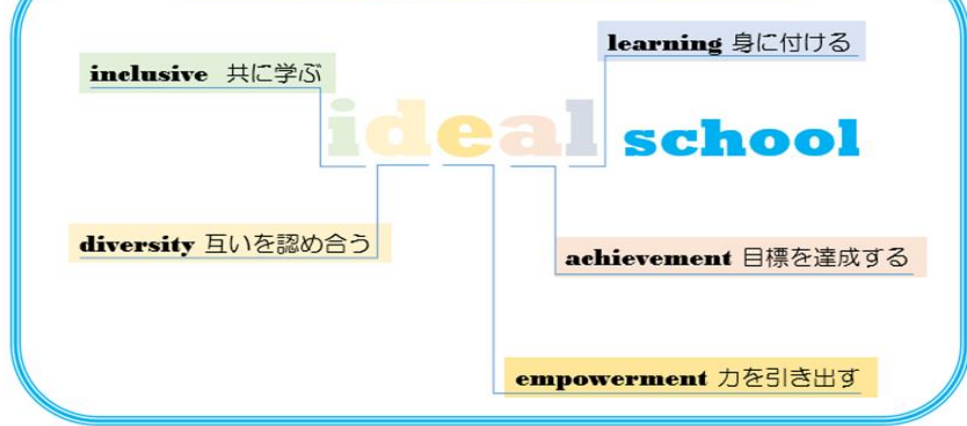 learning 身に付ける
inclusive 共に学ぶ
ideal school
diversity 互いを認め合う
achievement 目標を達成する
empowerment 力を引き出す